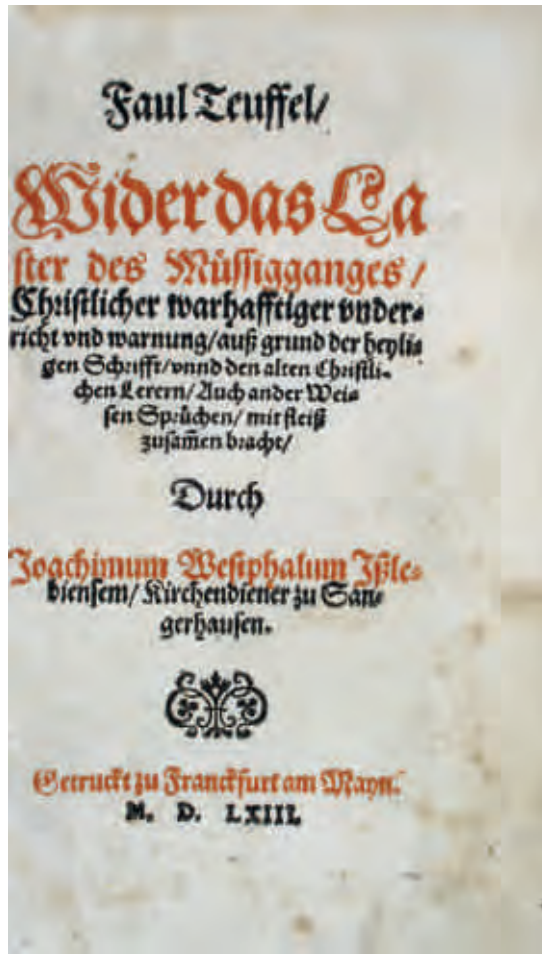 Faul Teuffel/
Wider das La
ster des Müssigganges/
Christlicher warhafftiger vnder⸗
richt vnd warnung/auß grund der heyli⸗
gen Schrifft/vnnd den alten Christli⸗
chen Lerern/Auch ander Wei⸗
sen Sprüchen/ mit fleiß
zusam̃en bracht/
Durch
Joachimum Westphalum Ißle⸗
biensem/ Kirchendiener zu San⸗
gerhausen.
Getruckt zu Franckfurt am Mayn.
M. D. LXIII.